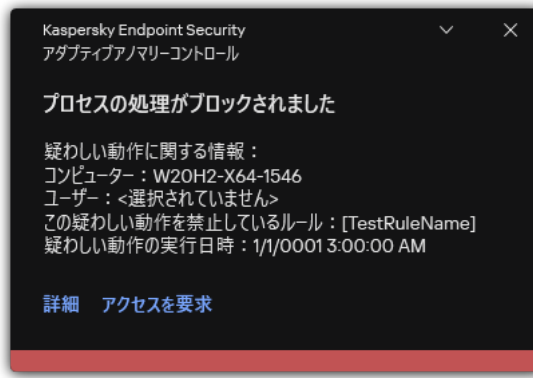 Kaspersky Endpoint Security
アダプティブアノマリーコントロール
プロセスの処理がブロックされました
疑わしい動作に関する情報：
コンピューター：W20H2-X64-1546
ユーザー：<選択されていません>
この疑わしい動作を禁止しているルール：[TestRuleName]
疑わしい動作の実行日時：1/1/0001 3:00:00 AM
詳細 アクセスを要求